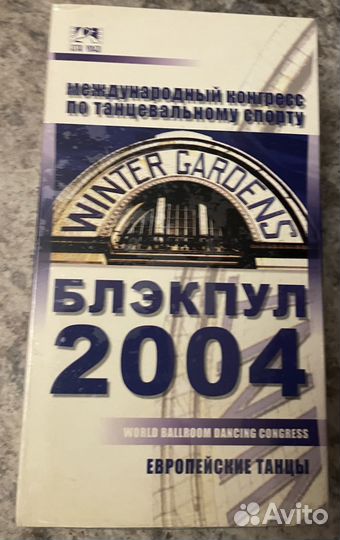 международный конгресс
по танцевальному спорту
WINTER GARDENS
БЛЭКПУЛ
2004
WORLD BALLROOM DANCING CONGRESS
ЕВРОПЕЙСКИЕ ТАНЦЫ
Avito